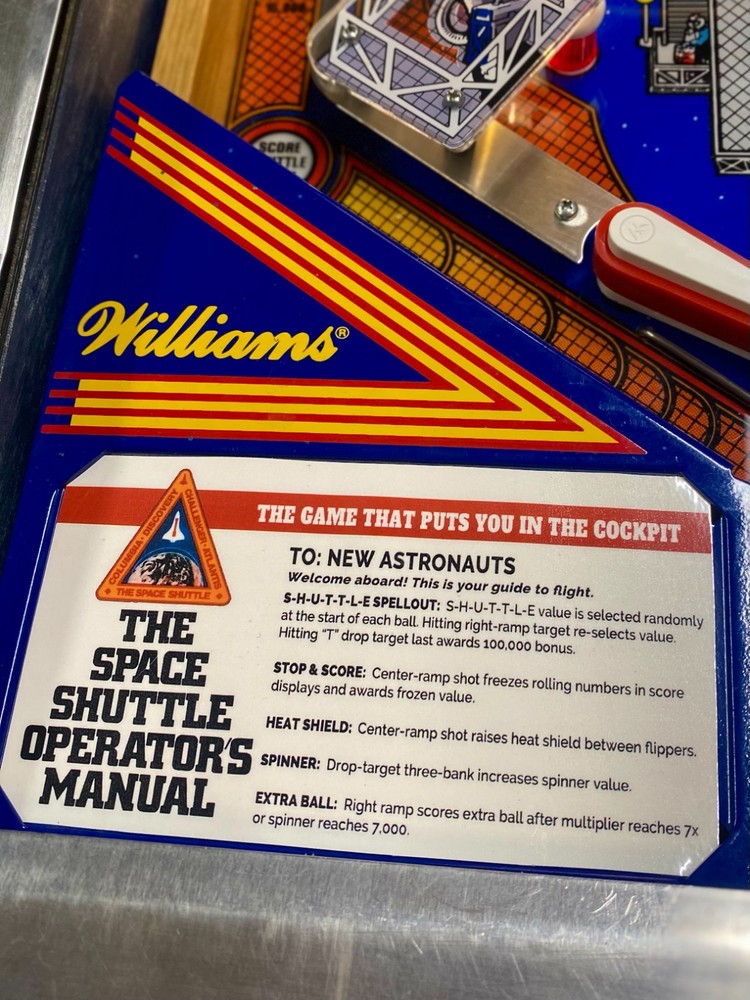 SCORE
Williams®
THE GAME THAT PUTS YOU IN THE COCKPIT
COLUMBIA · DISCOVERY
CHALLENGER · ATLANTIS
THE SPACE SHUTTLE
THE
SPACE
SHUTTLE
OPERATOR'S
MANUAL
TO: NEW ASTRONAUTS
Welcome aboard! This is your guide to flight.
S-H-U-T-T-L-E SPELLOUT: S-H-U-T-T-L-E value is selected randomly
at the start of each ball. Hitting right-ramp target re-selects value.
Hitting “T” drop target last awards 100,000 bonus.
STOP & SCORE: Center-ramp shot freezes rolling numbers in score
displays and awards frozen value.
HEAT SHIELD: Center-ramp shot raises heat shield between flippers.
SPINNER: Drop-target three-bank increases spinner value.
EXTRA BALL: Right ramp scores extra ball after multiplier reaches 7x
or spinner reaches 7,000.